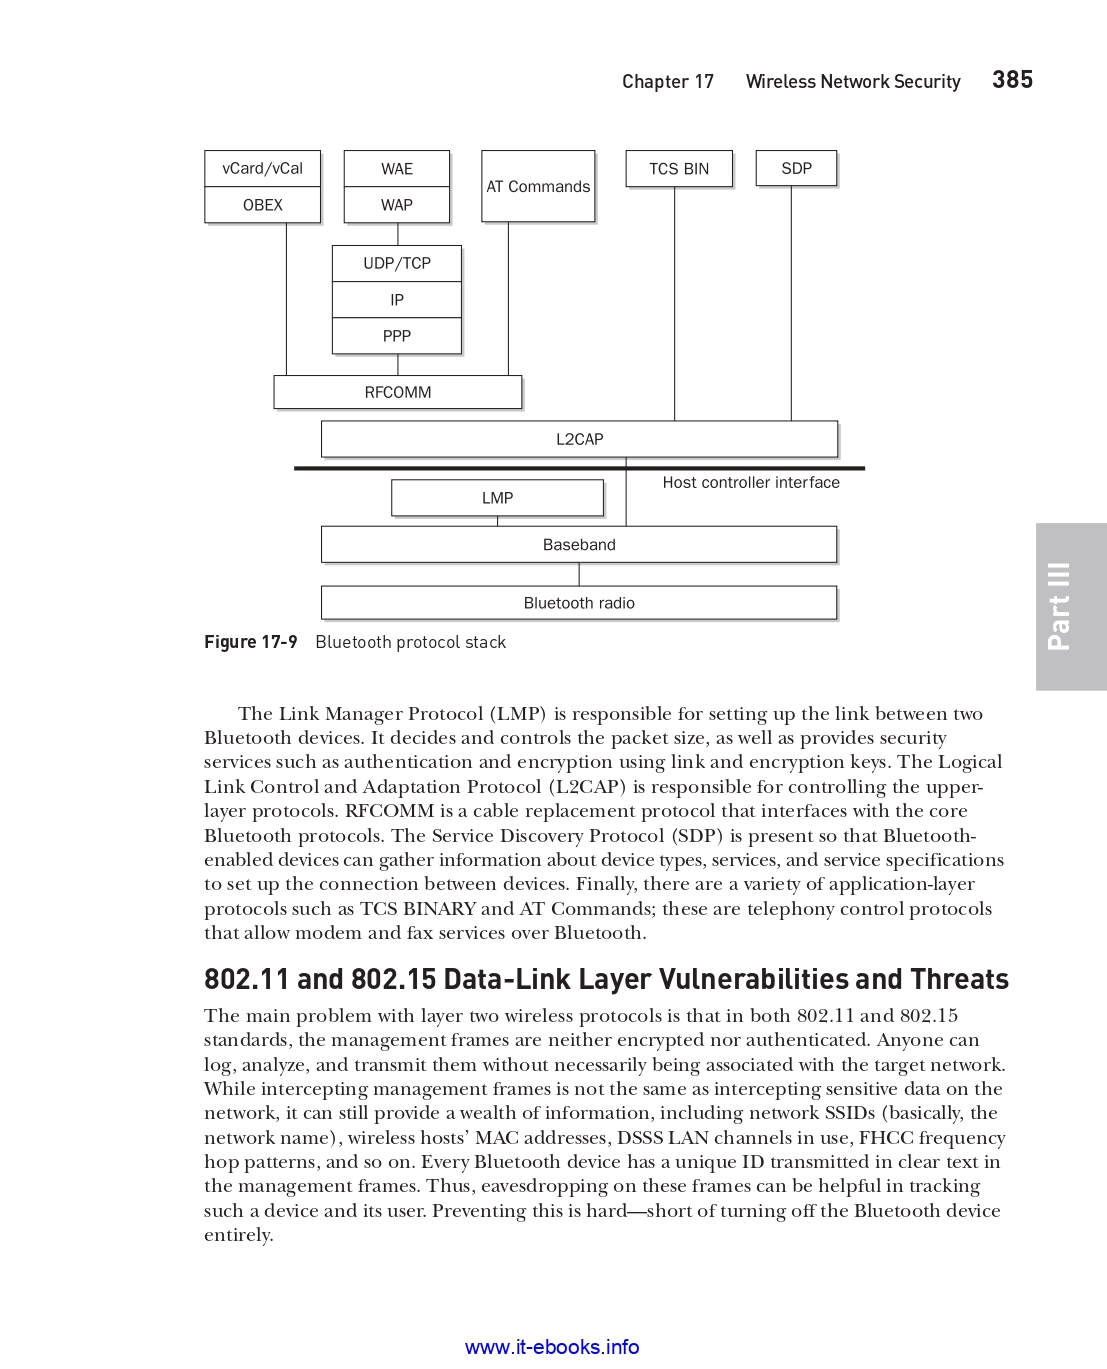 Chapter 17 Wireless Network Security 385
vCard/vCal
OBEX
WAE
WAP
AT Commands
TCS BIN
SDP
UDP/TCP
IP
PPP
RFCOMM
L2CAP
Host controller interface
LMP
Baseband
Bluetooth radio
Figure 17-9 Bluetooth protocol stack
Part III
The Link Manager Protocol (LMP) is responsible for setting up the link between two
Bluetooth devices. It decides and controls the packet size, as well as provides security
services such as authentication and encryption using link and encryption keys. The Logical
Link Control and Adaptation Protocol (L2CAP) is responsible for controlling the upper-
layer protocols. RFCOMM is a cable replacement protocol that interfaces with the core
Bluetooth protocols. The Service Discovery Protocol (SDP) is present so that Bluetooth-
enabled devices can gather information about device types, services, and service specifications
to set up the connection between devices. Finally, there are a variety of application-layer
protocols such as TCS BINARY and AT Commands; these are telephony control protocols
that allow modem and fax services over Bluetooth.
802.11 and 802.15 Data-Link Layer Vulnerabilities and Threats
The main problem with layer two wireless protocols is that in both 802.11 and 802.15
standards, the management frames are neither encrypted nor authenticated. Anyone can
log, analyze, and transmit them without necessarily being associated with the target network.
While intercepting management frames is not the same as intercepting sensitive data on the
network, it can still provide a wealth of information, including network SSIDs (basically, the
network name), wireless hosts’ MAC addresses, DSSS LAN channels in use, FHCC frequency
hop patterns, and so on. Every Bluetooth device has a unique ID transmitted in clear text in
the management frames. Thus, eavesdropping on these frames can be helpful in tracking
such a device and its user. Preventing this is hard—short of turning off the Bluetooth device
entirely.
www.it-ebooks.info